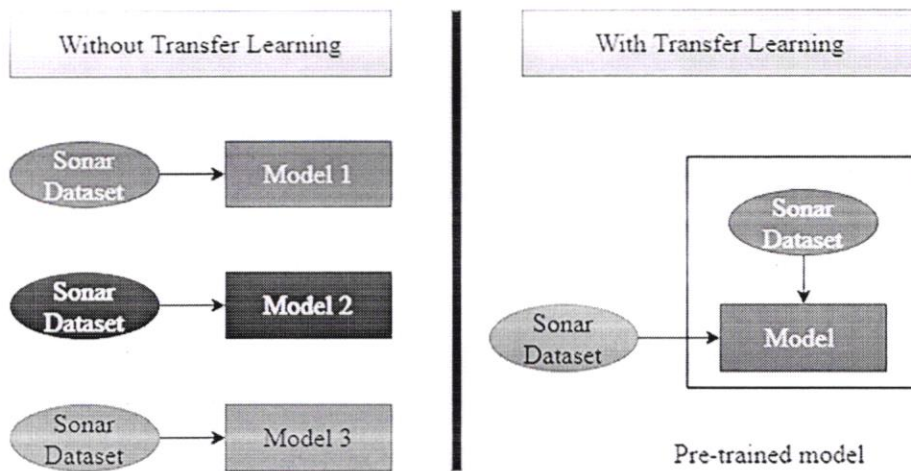 Without Transfer Learning
Sonar
Dataset
Model 1
Sonar
Dataset
Model 2
Sonar
Dataset
Model 3
With Transfer Learning
Sonar
Dataset
Sonar
Dataset
Model
Pre-trained model